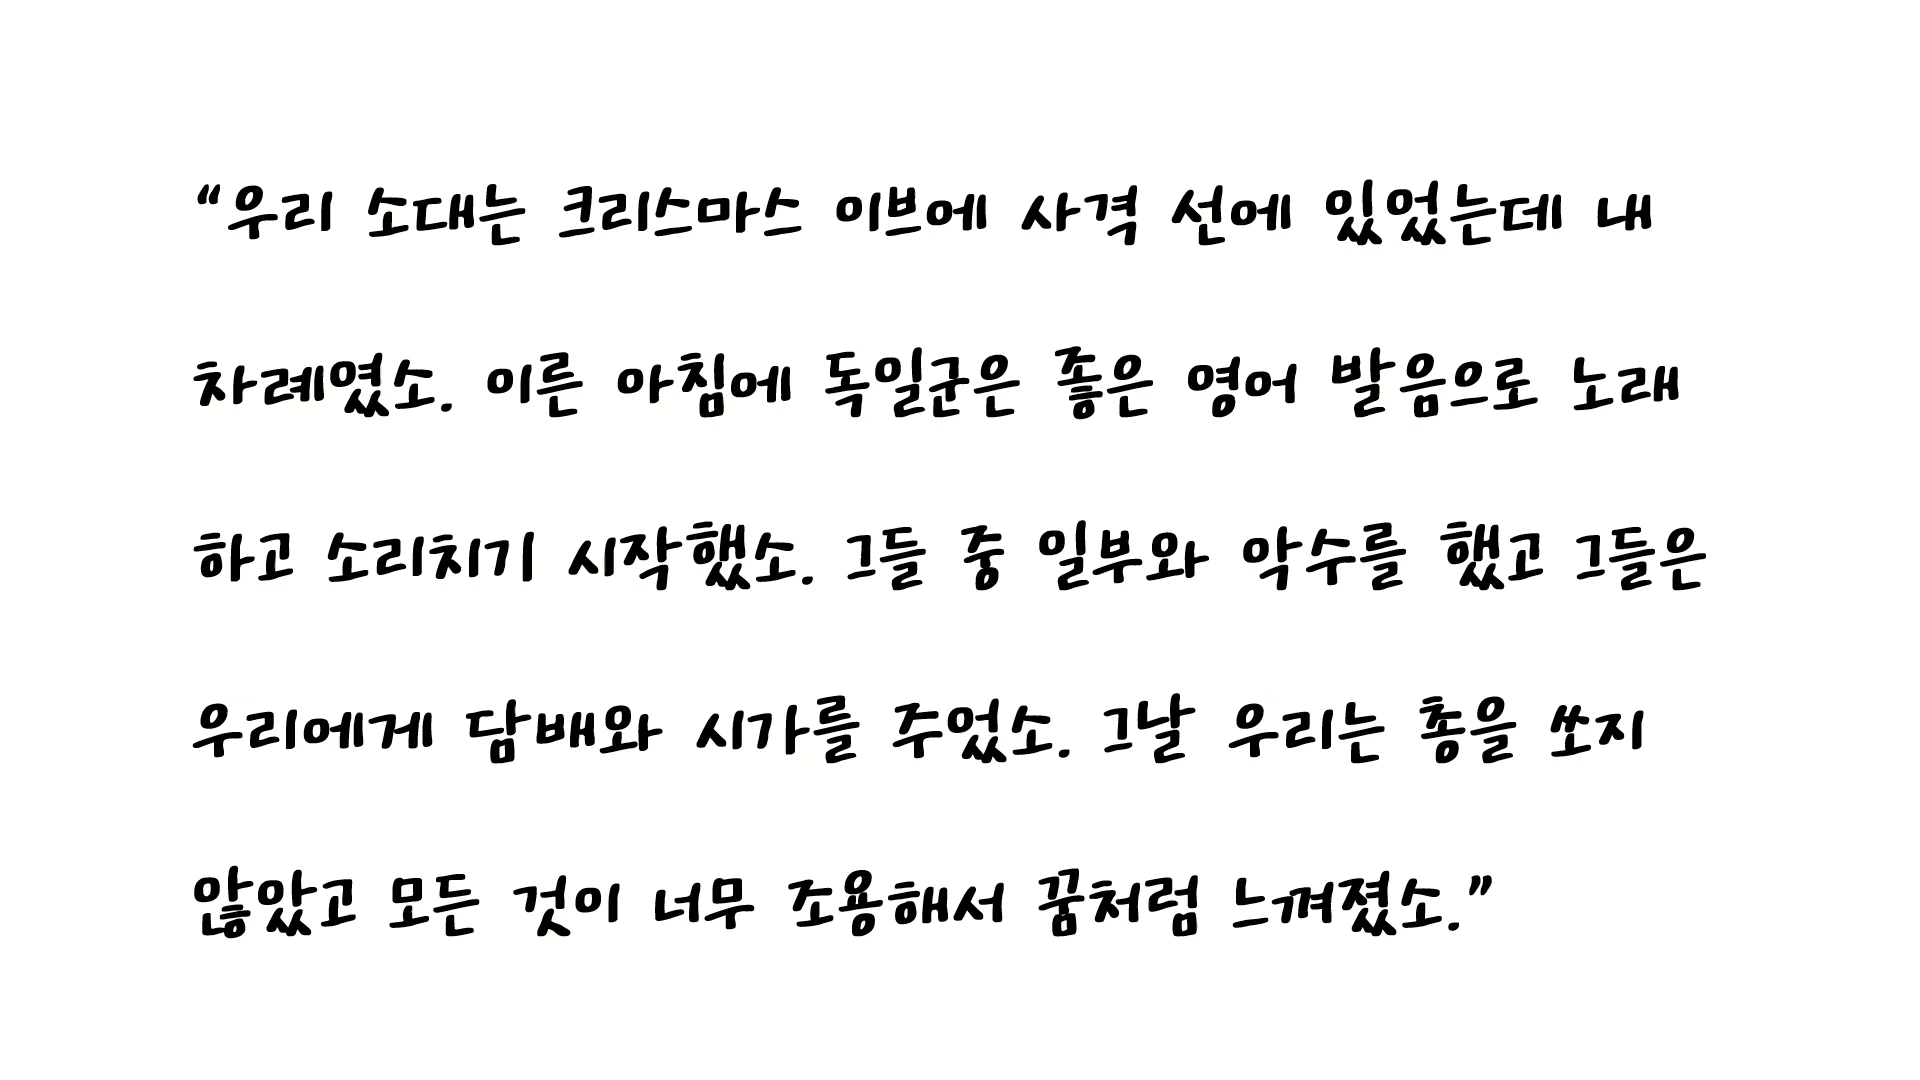 “우리 소대는 크리스마스 이브에 사격 선에 있었는데 내
차례였소. 이른 아침에 독일군은 좋은 영어 발음으로 노래
하고 소리치기 시작했소. 그들 중 일부와 악수를 했고 그들은
우리에게 담배와 시가를 주었소. 그날 우리는 총을 쏘지
않았고 모든 것이 너무 조용해서 꿈처럼 느껴졌소.”